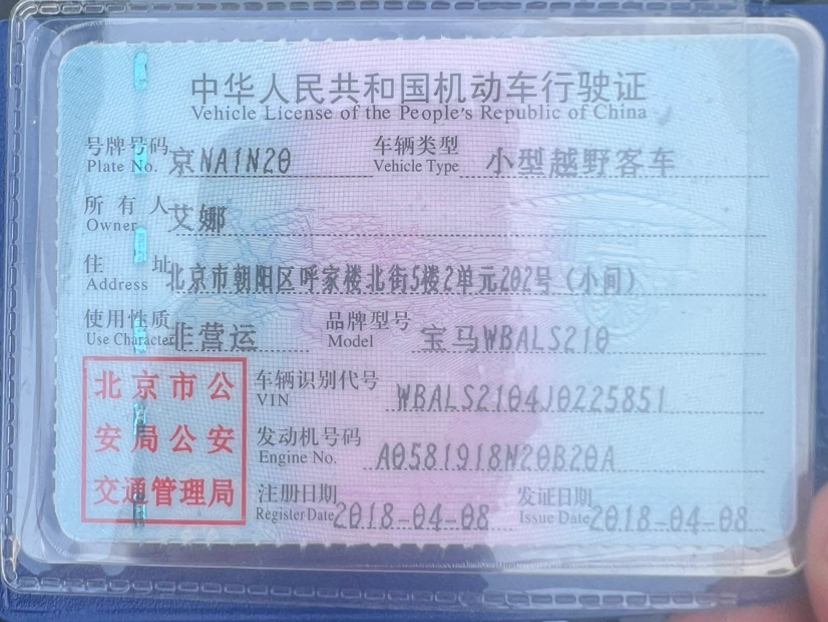 中华人民共和国机动车行驶证
Vehicle License of the People's Republic of China
号牌号码 京NA1N20 车辆类型 小型越野客车
Plate No. Vehicle Type
所有人 艾娜
Owner
住址 北京市朝阳区呼家楼北街5楼2单元202号(小间)
Address
使用性质 非营运 品牌型号 宝马WBALS210
Use Character Model
北京市公安局公安交通管理局
车辆识别代号 WBALS2104J0225851
VIN
发动机号码 A0581918N20B20A
Engine No.
注册日期 2018-04-08 发证日期 2018-04-08
Register Date Issue Date